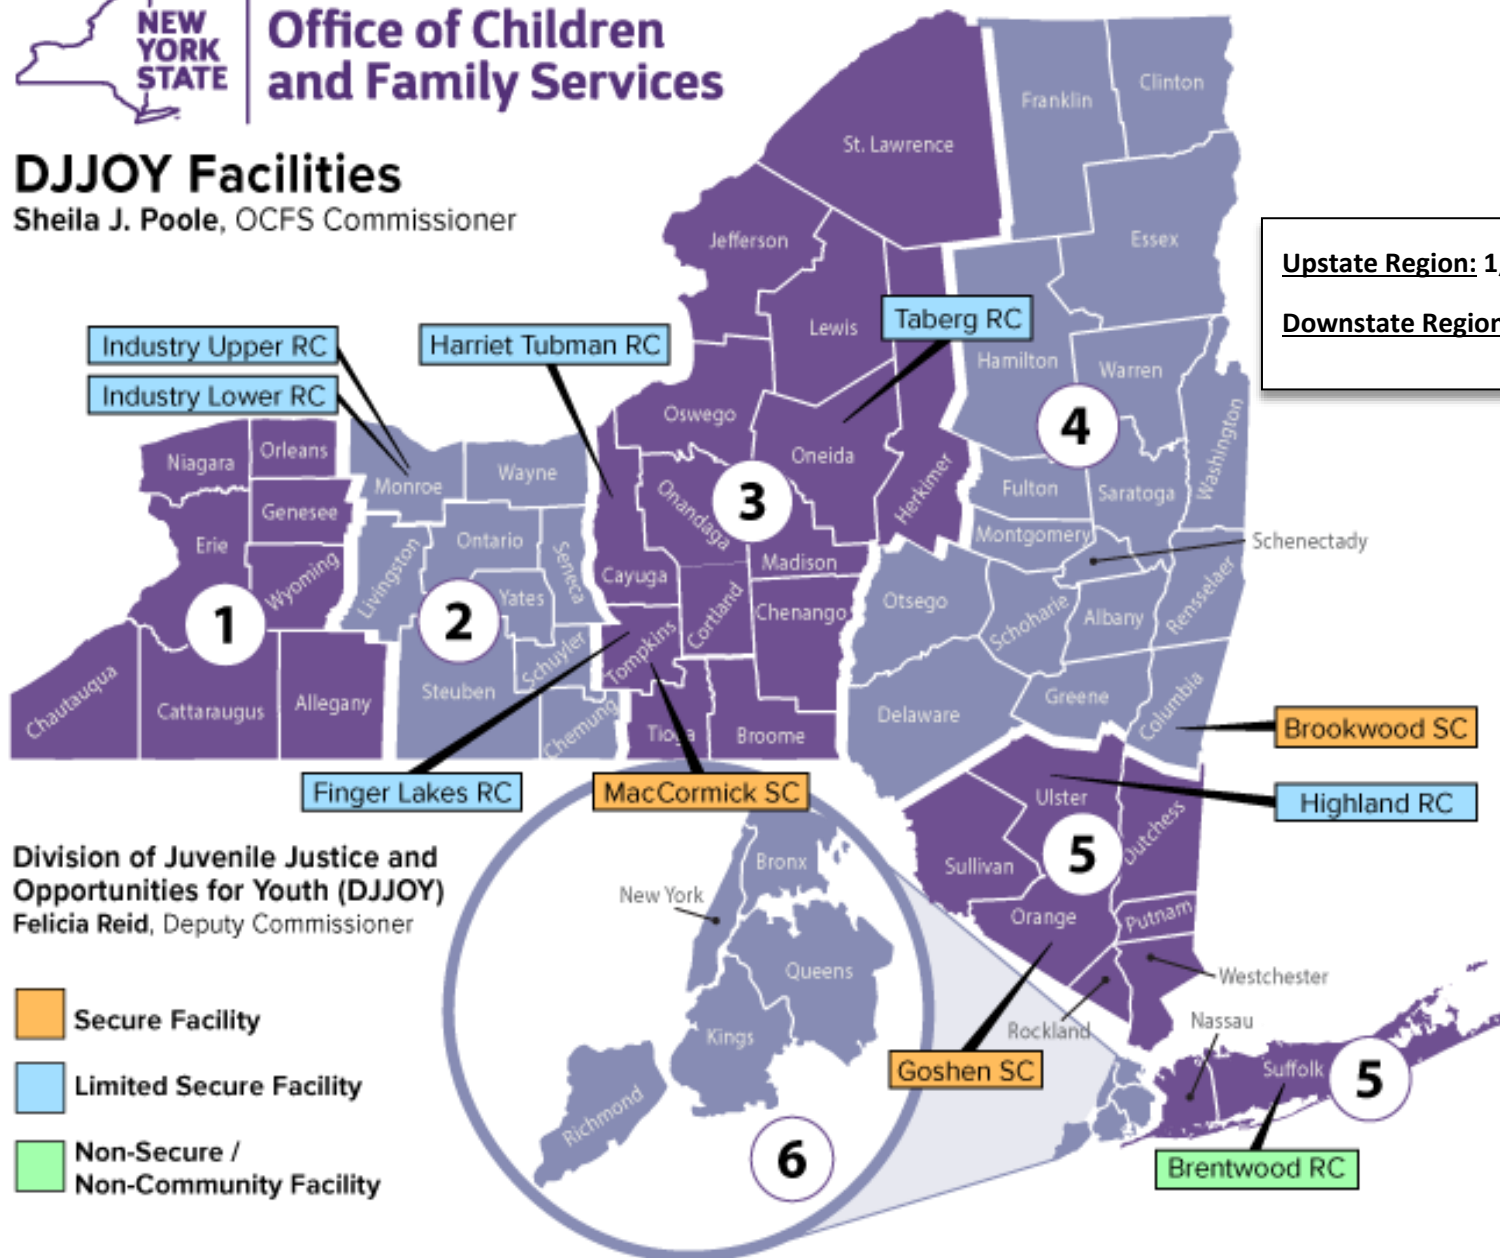 NEW
YORK
STATE
Office of Children
and Family Services
DJJOY Facilities
Sheila J. Poole, OCFS Commissioner
Upstate Region: 1,
Downstate Region
Industry Upper RC
Industry Lower RC
Harriet Tubman RC
Taberg RC
Finger Lakes RC
MacCormick SC
Brookwood SC
Highland RC
Goshen SC
Brentwood RC
St. Lawrence
Franklin
Clinton
Essex
Jefferson
Lewis
Hamilton
Warren
Washington
Oswego
Oneida
Herkimer
Fulton
Saratoga
Montgomery
Schenectady
Niagara
Orleans
Monroe
Wayne
Genesee
Erie
Wyoming
Livingston
Ontario
Seneca
Yates
Cayuga
Onandaga
Madison
Cortland
Chenango
Otsego
Schoharie
Albany
Rensselaer
Chautauqua
Cattaraugus
Allegany
Steuben
Schuyler
Chemung
Tompkins
Tioga
Broome
Delaware
Greene
Columbia
Ulster
Dutchess
Sullivan
Orange
Putnam
Westchester
Rockland
Nassau
Suffolk
New York
Bronx
Queens
Kings
Richmond
1
2
3
4
5
5
6
Division of Juvenile Justice and
Opportunities for Youth (DJJOY)
Felicia Reid, Deputy Commissioner
Secure Facility
Limited Secure Facility
Non-Secure /
Non-Community Facility